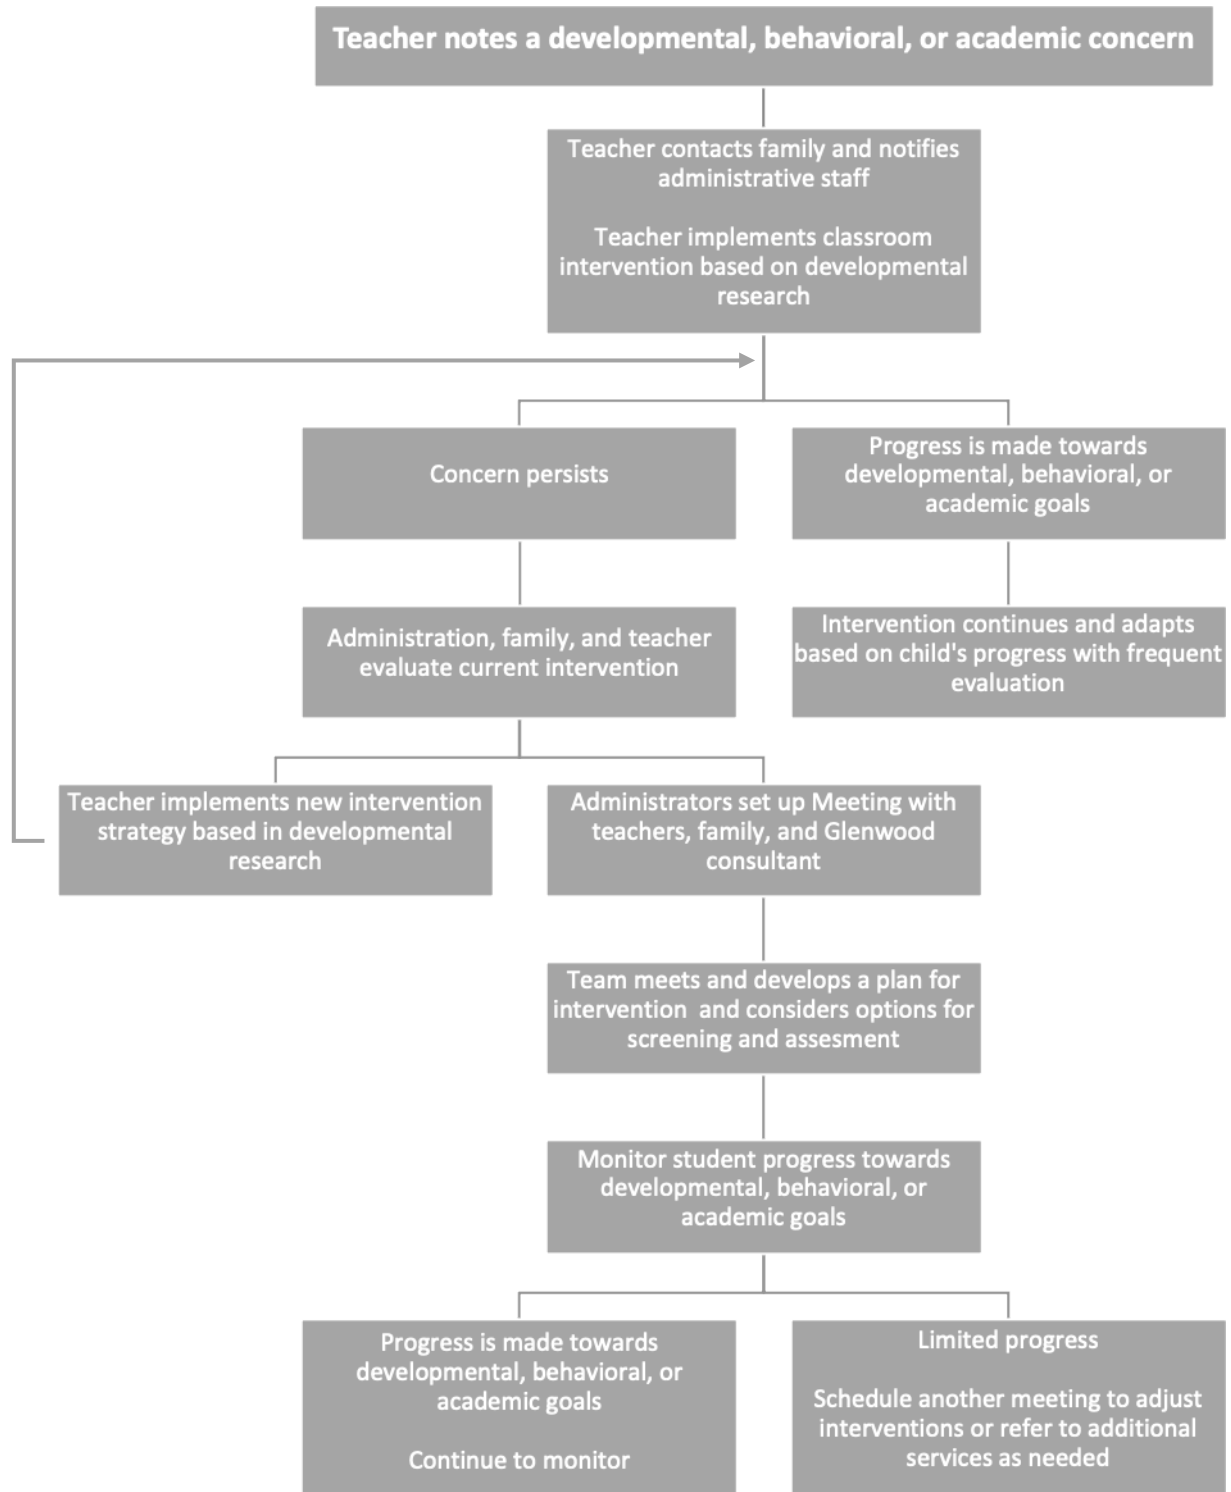 Teacher notes a developmental, behavioral, or academic concern
Teacher contacts family and notifies
administrative staff
Teacher implements classroom
intervention based on developmental
research
Concern persists
Progress is made towards
developmental, behavioral, or
academic goals
Administration, family, and teacher
evaluate current intervention
Intervention continues and adapts
based on child's progress with frequent
evaluation
Teacher implements new intervention
strategy based in developmental
research
Administrators set up Meeting with
teachers, family, and Glenwood
consultant
Team meets and develops a plan for
intervention  and considers options for
screening and assesment
Monitor student progress towards
developmental, behavioral, or
academic goals
Progress is made towards
developmental, behavioral, or
academic goals
Continue to monitor
Limited progress
Schedule another meeting to adjust
interventions or refer to additional
services as needed